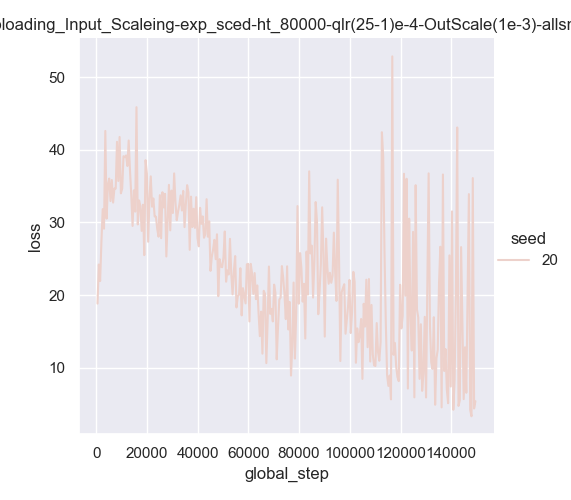 loading_Input_Scaleing-exp_sced-ht_80000-qlr(25-1)e-4-OutScale(1e-3)-allsr
50
40
30
20
10
loss
seed
20
0 20000 40000 60000 80000 100000 120000 140000
global_step